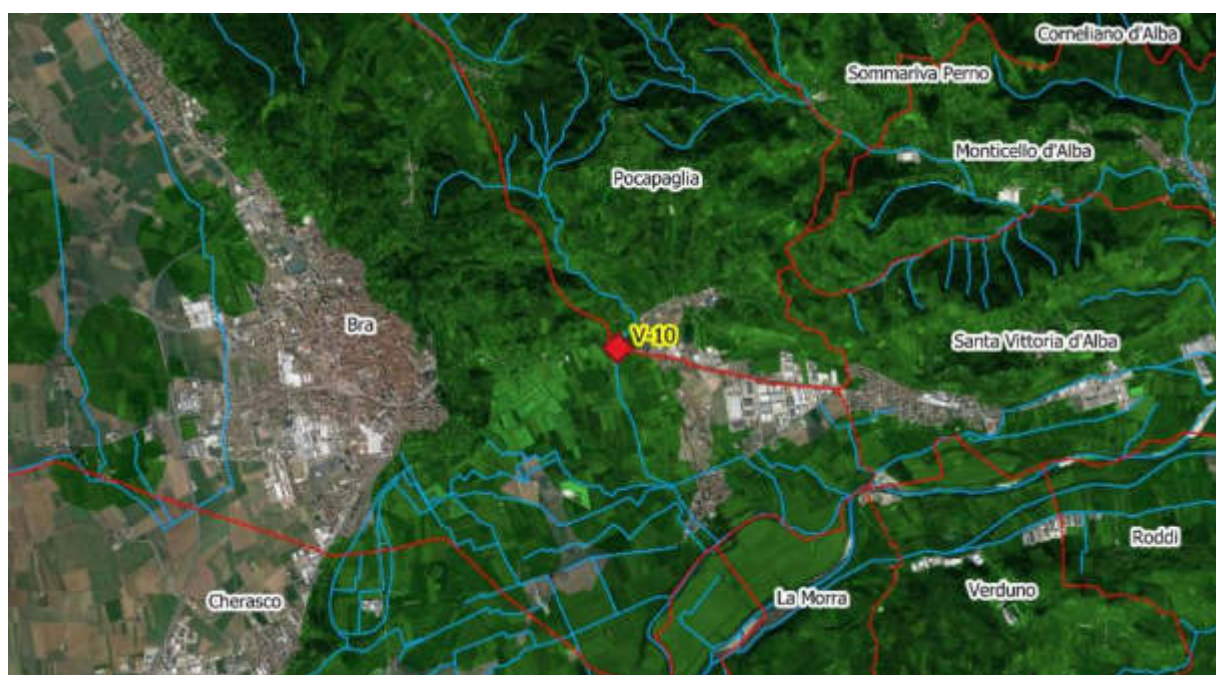 Corneliano d'Alba
Sommariva Perno
Monticello d'Alba
Pocapaglia
Bra
V-10
Santa Vittoria d'Alba
Roddi
Verduno
La Morra
Cherasco